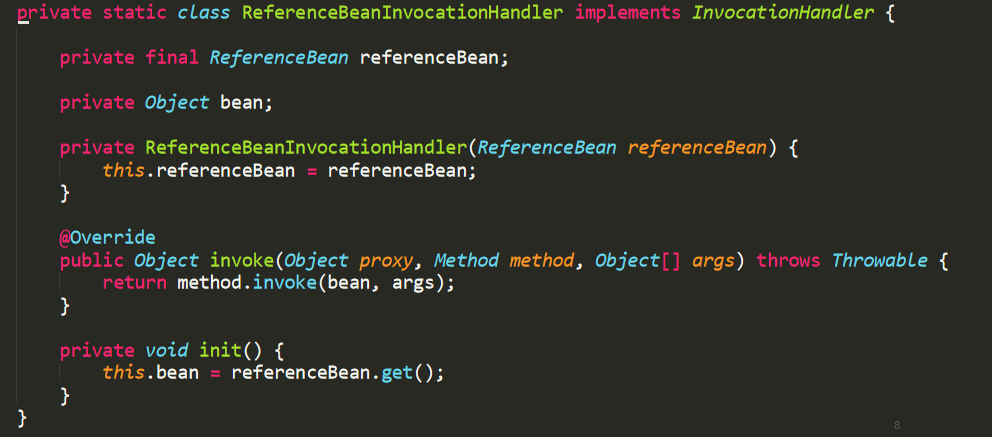 private static class ReferenceBeanInvocationHandler implements InvocationHandler {
private final ReferenceBean referenceBean;
private Object bean;
private ReferenceBeanInvocationHandler(ReferenceBean referenceBean) {
this.referenceBean = referenceBean;
}
@Override
public Object invoke(Object proxy, Method method, Object[] args) throws Throwable {
return method.invoke(bean, args);
}
private void init() {
this.bean = referenceBean.get();
}
}
8